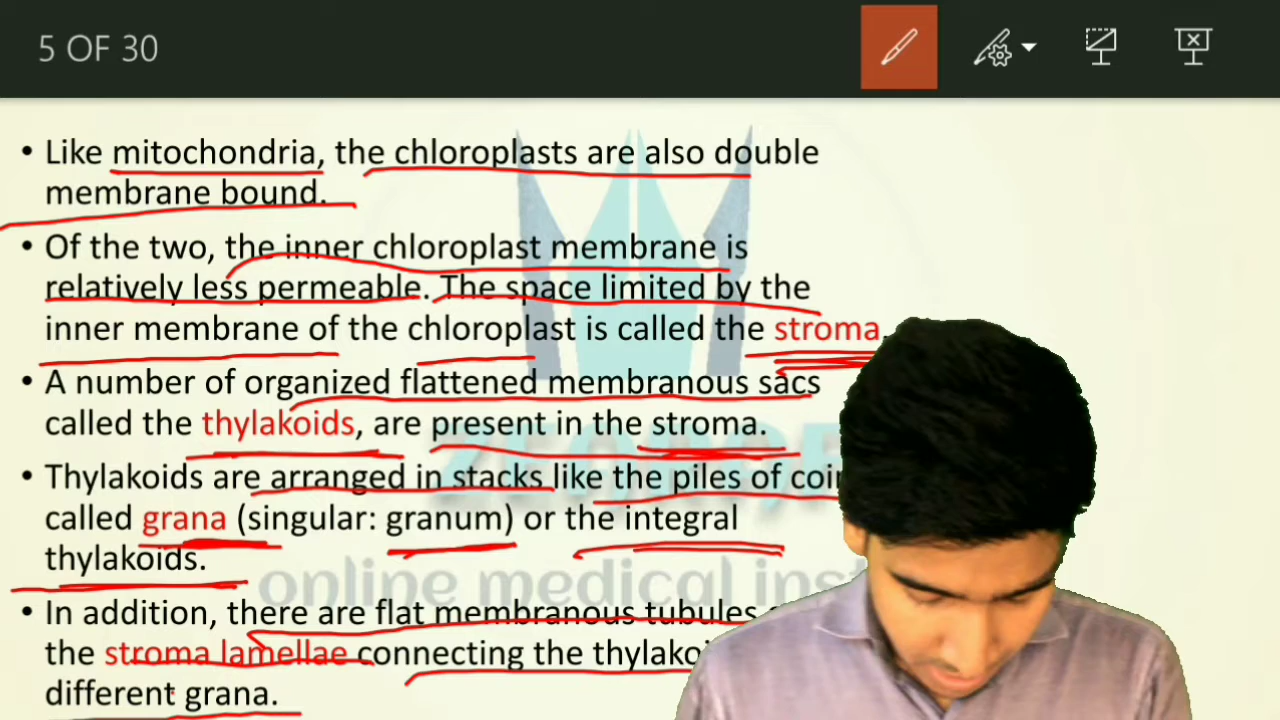 5 OF 30
• Like mitochondria, the chloroplasts are also double
membrane bound.
• Of the two, the inner chloroplast membrane is
relatively less permeable. The space limited by the
inner membrane of the chloroplast is called the stroma.
• A number of organized flattened membranous sacs
called the thylakoids, are present in the stroma.
• Thylakoids are arranged in stacks like the piles of
called grana (singular: granum) or the integral
thylakoids.
• In addition, there are flat membranous tubules
the stroma lamellae connecting the
different grana.
online medical